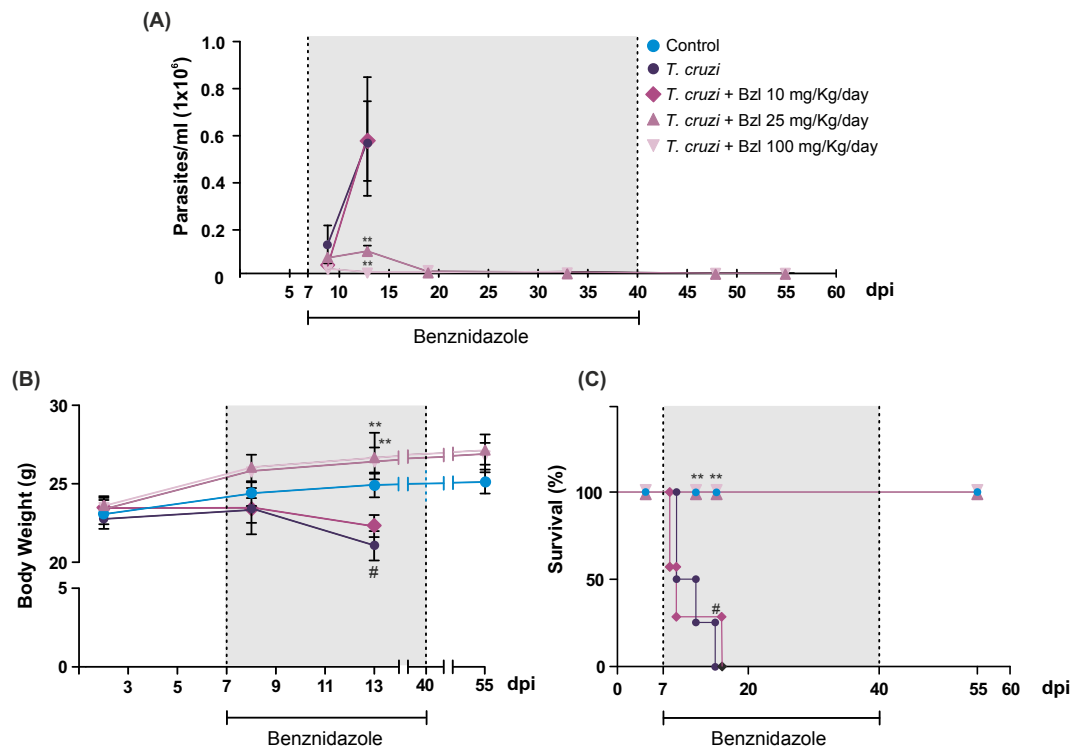 (A)
Parasites/ml (1x10⁶)
1.0
0.8
0.6
0.4
0.2
0
**
**
5 7 10 15 20 25 30 35 40 45 50 55 60 dpi
Benznidazole
Control
T. cruzi
T. cruzi + Bzl 10 mg/Kg/day
T. cruzi + Bzl 25 mg/Kg/day
T. cruzi + Bzl 100 mg/Kg/day
(B)
Body Weight (g)
30
25
20
5
0
**
**
#
3 7 9 11 13 40 55 dpi
Benznidazole
(C)
Survival (%)
100
50
0
** **
#
0 7 20 40 55 60 dpi
Benznidazole